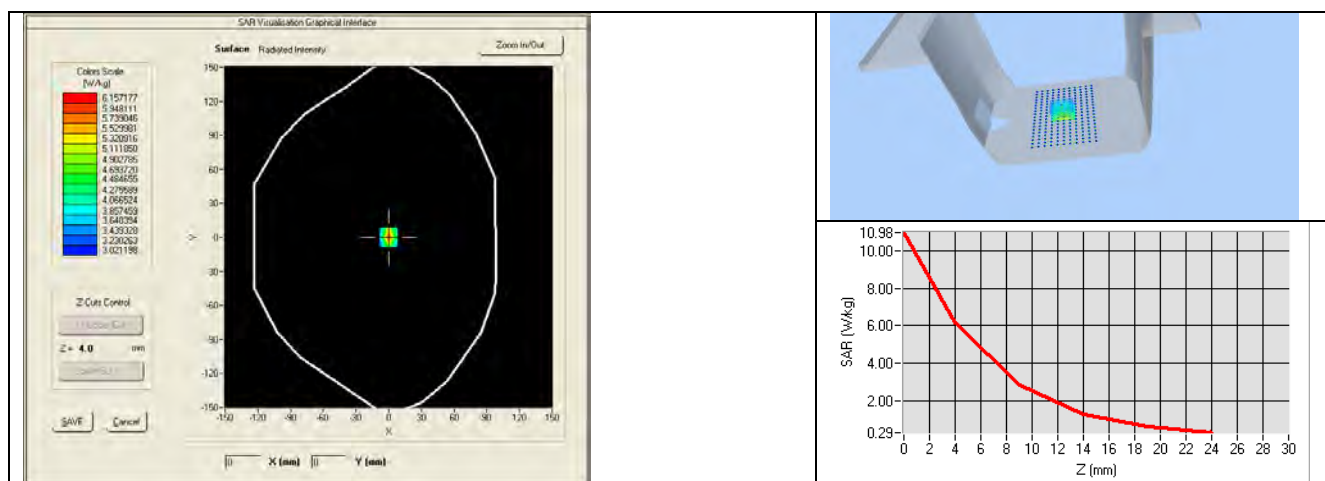 SAR Visualisation Graphical Interface
Surface Radiated Intensity
Zoom In/Out
Colors Scale
(W/kg)
6.157177
5.948111
5.739046
5.529981
5.320916
5.111850
4.902785
4.693720
4.484655
4.275589
4.066524
3.857459
3.648394
3.439328
3.230263
3.021198
150-
120-
90-
60-
30-
0-
30-
-60-
-90-
-120-
-150-
Y
-150 -120 -90 -60 -30 0 30 60 90 120 150
X
Z Cuts Control
Z = 4.0 mm
SAVE
Cancel
0 X (mm) 0 Y (mm)
10.98-
10.00-
8.00-
6.00-
4.00-
2.00-
0.29-
SAR (W/kg)
0 2 4 6 8 10 12 14 16 18 20 22 24 26 28 30
Z (mm)